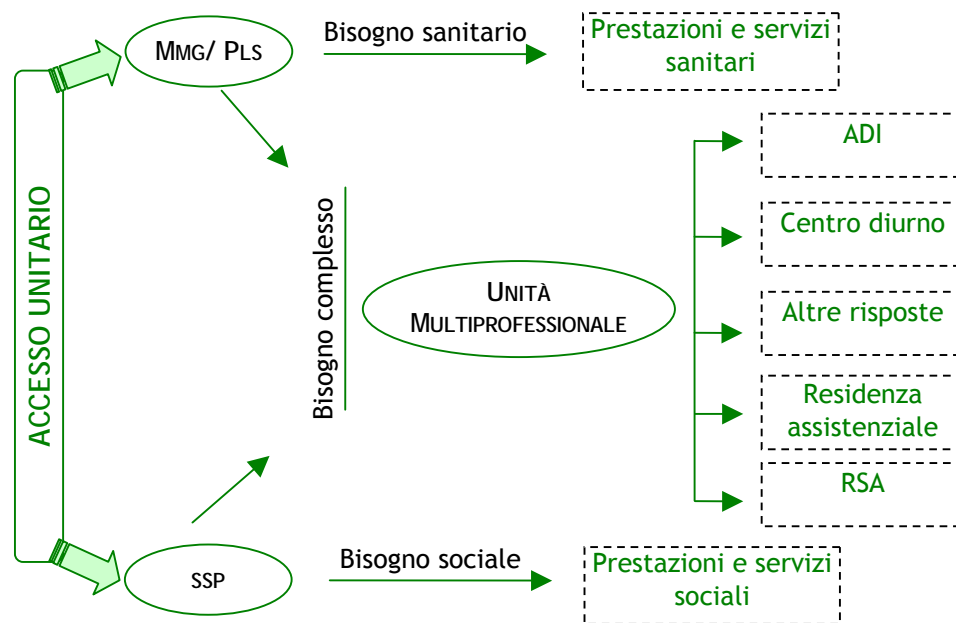 MMG/ PLS
Bisogno sanitario
Prestazioni e servizi
sanitari
ACCESSO UNITARIO
Bisogno complesso
UNITÀ
MULTIPROFESSIONALE
ADI
Centro diurno
Altre risposte
Residenza
assistenziale
RSA
SSP
Bisogno sociale
Prestazioni e servizi
sociali